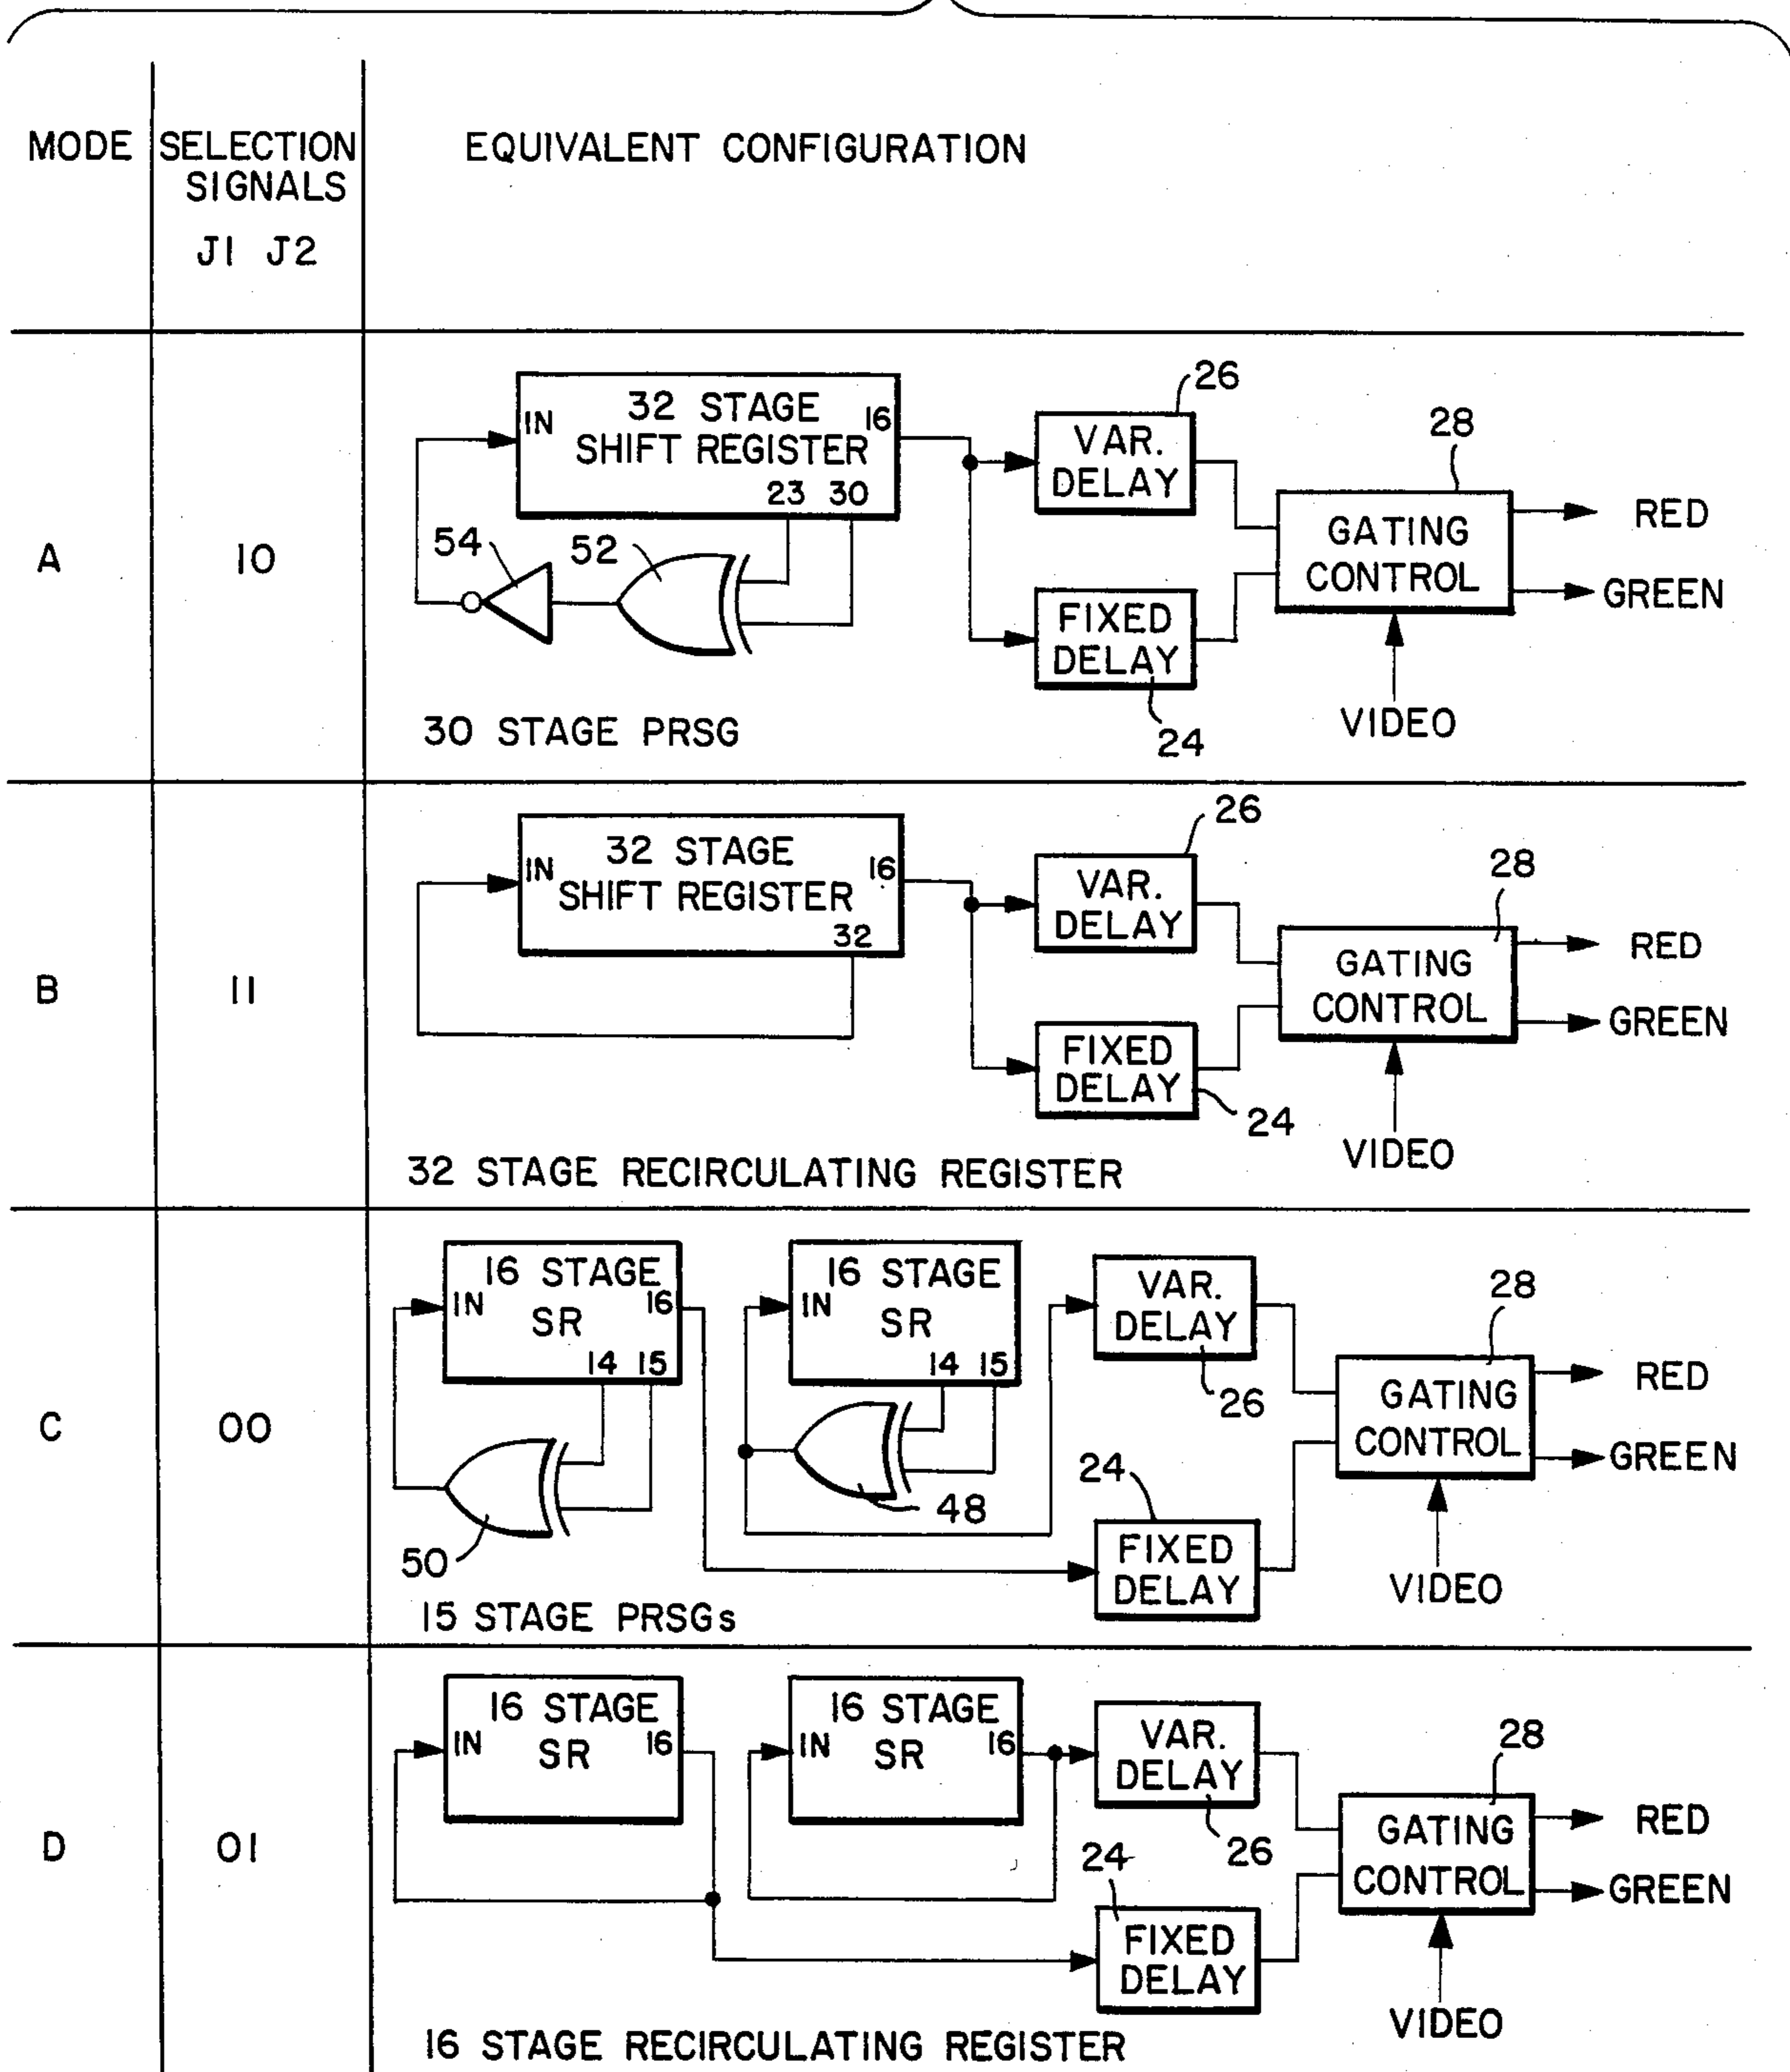 MODE
SELECTION
SIGNALS
J1 J2
EQUIVALENT CONFIGURATION
A
10
IN
32 STAGE
SHIFT REGISTER
16
23 30
54
52
26
VAR.
DELAY
FIXED
DELAY
24
28
GATING
CONTROL
RED
GREEN
VIDEO
30 STAGE PRSG
B
11
IN
32 STAGE
SHIFT REGISTER
16
32
26
VAR.
DELAY
FIXED
DELAY
24
28
GATING
CONTROL
RED
GREEN
VIDEO
32 STAGE RECIRCULATING REGISTER
C
00
16 STAGE
IN
SR
16
14 15
50
16 STAGE
IN
SR
14 15
48
VAR.
DELAY
26
24
FIXED
DELAY
28
GATING
CONTROL
RED
GREEN
VIDEO
15 STAGE PRSGs
D
01
16 STAGE
IN
SR
16
16 STAGE
IN
SR
16
VAR.
DELAY
26
24
FIXED
DELAY
28
GATING
CONTROL
RED
GREEN
VIDEO
16 STAGE RECIRCULATING REGISTER